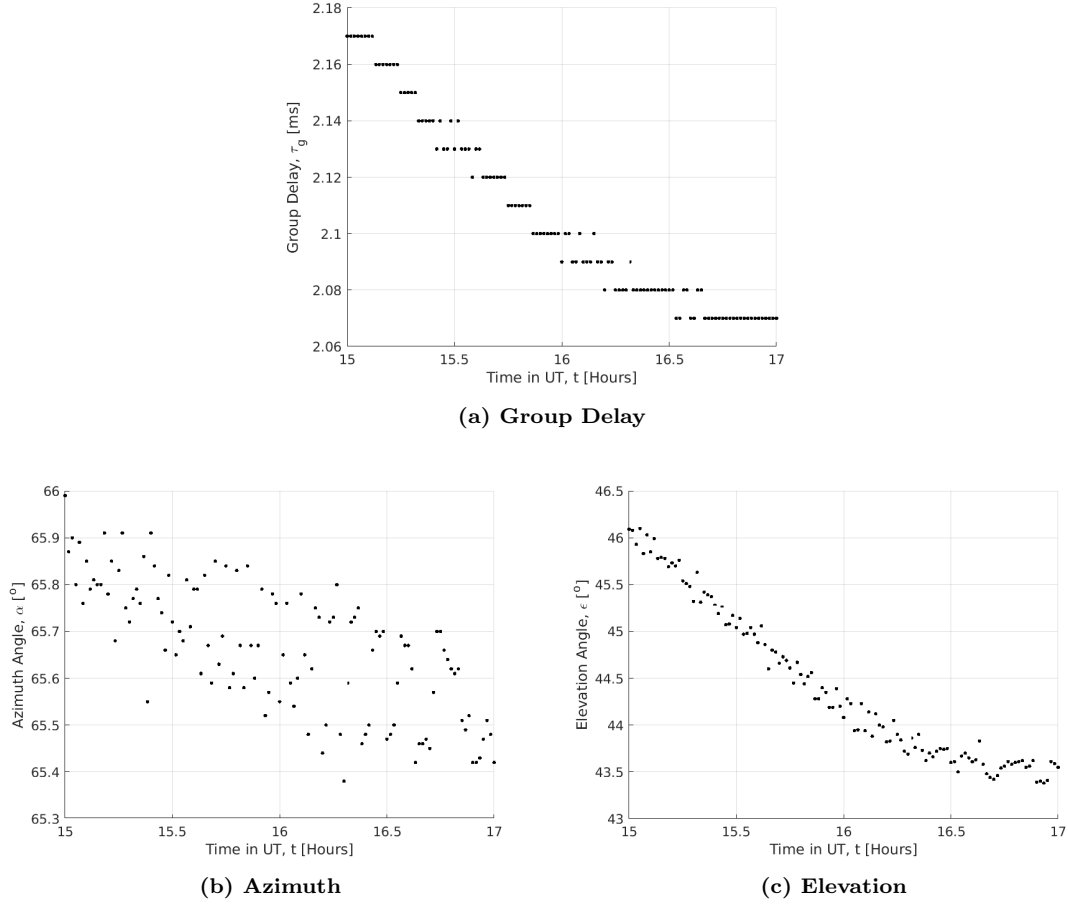 2.18
2.16
2.14
2.12
2.1
2.08
2.06
Group Delay, τg [ms]
15 15.5 16 16.5 17
Time in UT, t [Hours]
(a) Group Delay
66
65.9
65.8
65.7
65.6
65.5
65.4
65.3
Azimuth Angle, α [o]
15 15.5 16 16.5 17
Time in UT, t [Hours]
(b) Azimuth
46.5
46
45.5
45
44.5
44
43.5
43
Elevation Angle, ϵ [o]
15 15.5 16 16.5 17
Time in UT, t [Hours]
(c) Elevation